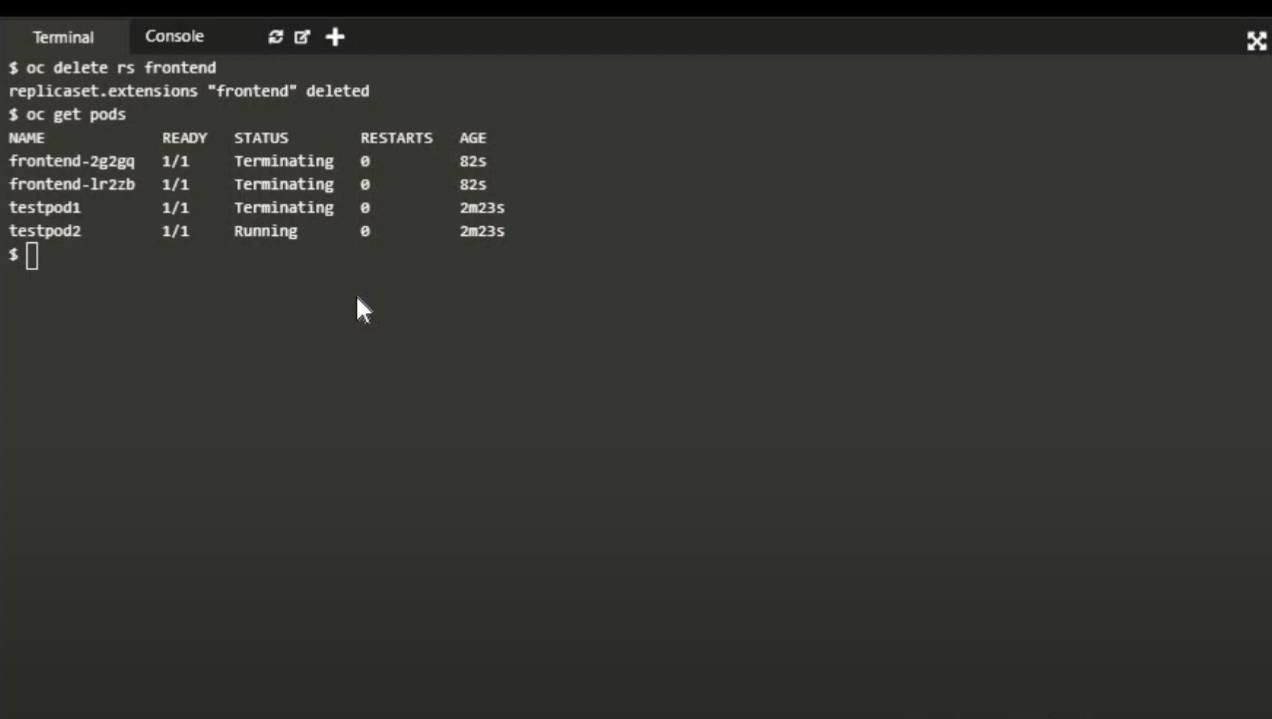 Terminal Console
$ oc delete rs frontend
replicaset.extensions "frontend" deleted
$ oc get pods
NAME READY STATUS RESTARTS AGE
frontend-2g2gq 1/1 Terminating 0 82s
frontend-lr2zb 1/1 Terminating 0 82s
testpod1 1/1 Terminating 0 2m23s
testpod2 1/1 Running 0 2m23s
$